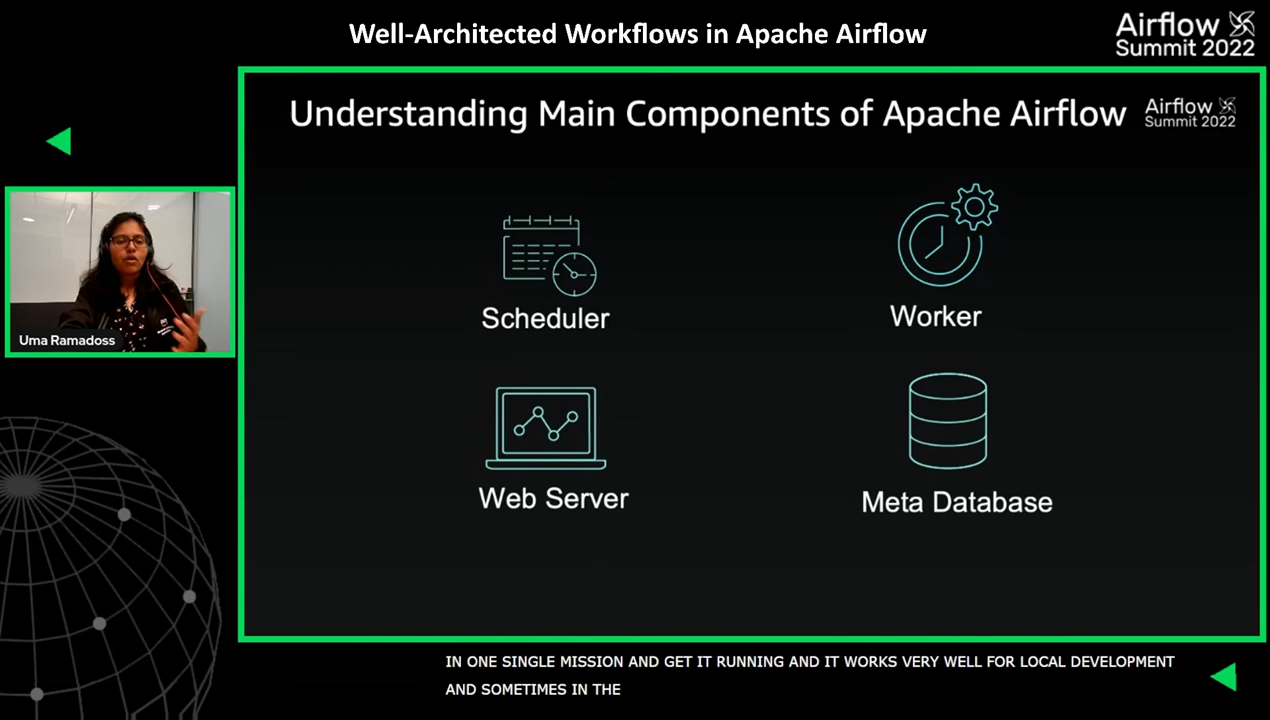 Well-Architected Workflows in Apache Airflow
Airflow
Summit 2022
Understanding Main Components of Apache Airflow
Airflow
Summit 2022
Scheduler
Worker
Uma Ramadoss
Web Server
Meta Database
IN ONE SINGLE MISSION AND GET IT RUNNING AND IT WORKS VERY WELL FOR LOCAL DEVELOPMENT
AND SOMETIMES IN THE